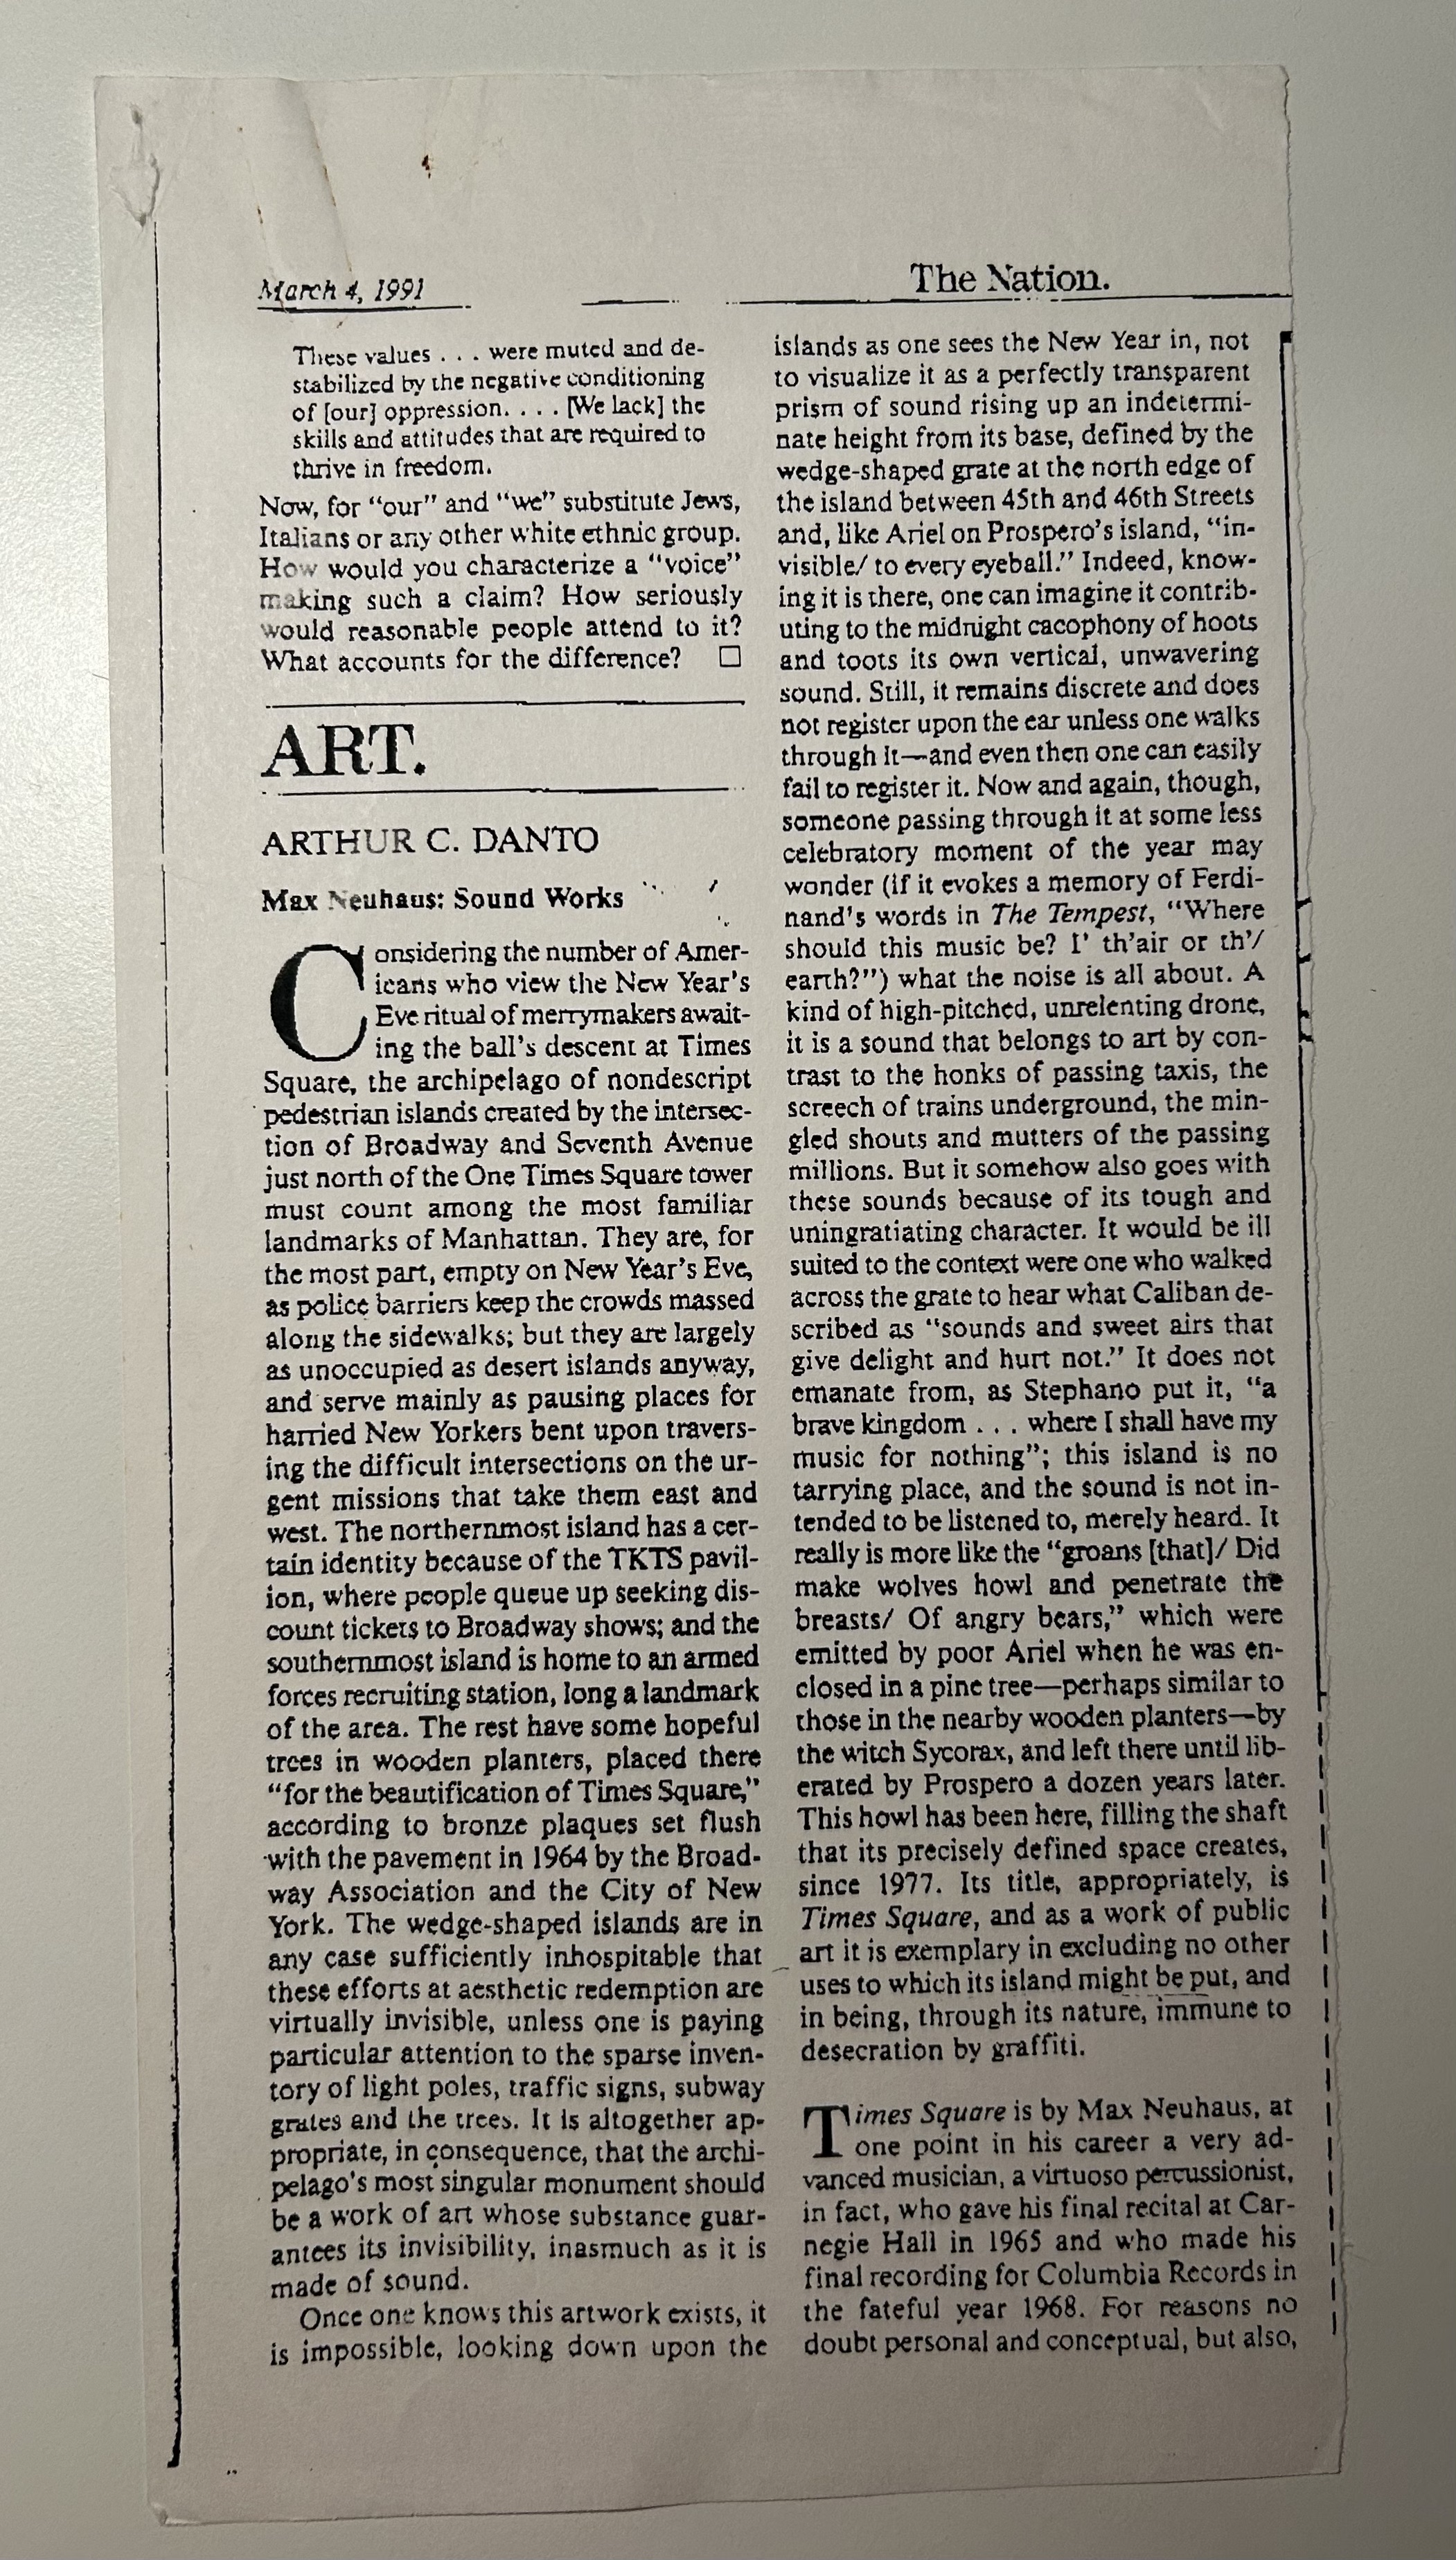 March 4, 1991
The Nation.
These values . . . were muted and de-
stabilized by the negative conditioning
of [our] oppression. . . . [We lack] the
skills and attitudes that are required to
thrive in freedom.
Now, for “our” and “we” substitute Jews,
Italians or any other white ethnic group.
How would you characterize a “voice”
making such a claim? How seriously
would reasonable people attend to it?
What accounts for the difference? □
ART.
ARTHUR C. DANTO
Max Neuhaus: Sound Works
Considering the number of Amer-
icans who view the New Year’s
Eve ritual of merrymakers await-
ing the ball’s descent at Times
Square, the archipelago of nondescript
pedestrian islands created by the intersec-
tion of Broadway and Seventh Avenue
just north of the One Times Square tower
must count among the most familiar
landmarks of Manhattan. They are, for
the most part, empty on New Year’s Eve,
as police barriers keep the crowds massed
along the sidewalks; but they are largely
as unoccupied as desert islands anyway,
and serve mainly as pausing places for
harried New Yorkers bent upon travers-
ing the difficult intersections on the ur-
gent missions that take them east and
west. The northernmost island has a cer-
tain identity because of the TKTS pavil-
ion, where people queue up seeking dis-
count tickets to Broadway shows; and the
southernmost island is home to an armed
forces recruiting station, long a landmark
of the area. The rest have some hopeful
trees in wooden planters, placed there
“for the beautification of Times Square,”
according to bronze plaques set flush
with the pavement in 1964 by the Broad-
way Association and the City of New
York. The wedge-shaped islands are in
any case sufficiently inhospitable that
these efforts at aesthetic redemption are
virtually invisible, unless one is paying
particular attention to the sparse inven-
tory of light poles, traffic signs, subway
grates and the trees. It is altogether ap-
propriate, in consequence, that the archi-
pelago’s most singular monument should
be a work of art whose substance guar-
antees its invisibility, inasmuch as it is
made of sound.
Once one knows this artwork exists, it
is impossible, looking down upon the
islands as one sees the New Year in, not
to visualize it as a perfectly transparent
prism of sound rising up an indetermi-
nate height from its base, defined by the
wedge-shaped grate at the north edge of
the island between 45th and 46th Streets
and, like Ariel on Prospero’s island, “in-
visible/ to every eyeball.” Indeed, know-
ing it is there, one can imagine it contrib-
uting to the midnight cacophony of hoots
and toots its own vertical, unwavering
sound. Still, it remains discrete and does
not register upon the ear unless one walks
through it—and even then one can easily
fail to register it. Now and again, though,
someone passing through it at some less
celebratory moment of the year may
wonder (if it evokes a memory of Ferdi-
nand’s words in The Tempest, “Where
should this music be? I’ th’air or th’/
earth?”) what the noise is all about. A
kind of high-pitched, unrelenting drone,
it is a sound that belongs to art by con-
trast to the honks of passing taxis, the
screech of trains underground, the min-
gled shouts and mutters of the passing
millions. But it somehow also goes with
these sounds because of its tough and
uningratiating character. It would be ill
suited to the context were one who walked
across the grate to hear what Caliban de-
scribed as “sounds and sweet airs that
give delight and hurt not.” It does not
emanate from, as Stephano put it, “a
brave kingdom . . . where I shall have my
music for nothing”; this island is no
tarrying place, and the sound is not in-
tended to be listened to, merely heard. It
really is more like the “groans [that]/ Did
make wolves howl and penetrate the
breasts/ Of angry bears,” which were
emitted by poor Ariel when he was en-
closed in a pine tree—perhaps similar to
those in the nearby wooden planters—by
the witch Sycorax, and left there until lib-
erated by Prospero a dozen years later.
This howl has been here, filling the shaft
that its precisely defined space creates,
since 1977. Its title, appropriately, is
Times Square, and as a work of public
art it is exemplary in excluding no other
uses to which its island might be put, and
in being, through its nature, immune to
desecration by graffiti.
Times Square is by Max Neuhaus, at
one point in his career a very ad-
vanced musician, a virtuoso percussionist,
in fact, who gave his final recital at Car-
negie Hall in 1965 and who made his
final recording for Columbia Records in
the fateful year 1968. For reasons no
doubt personal and conceptual, but also,